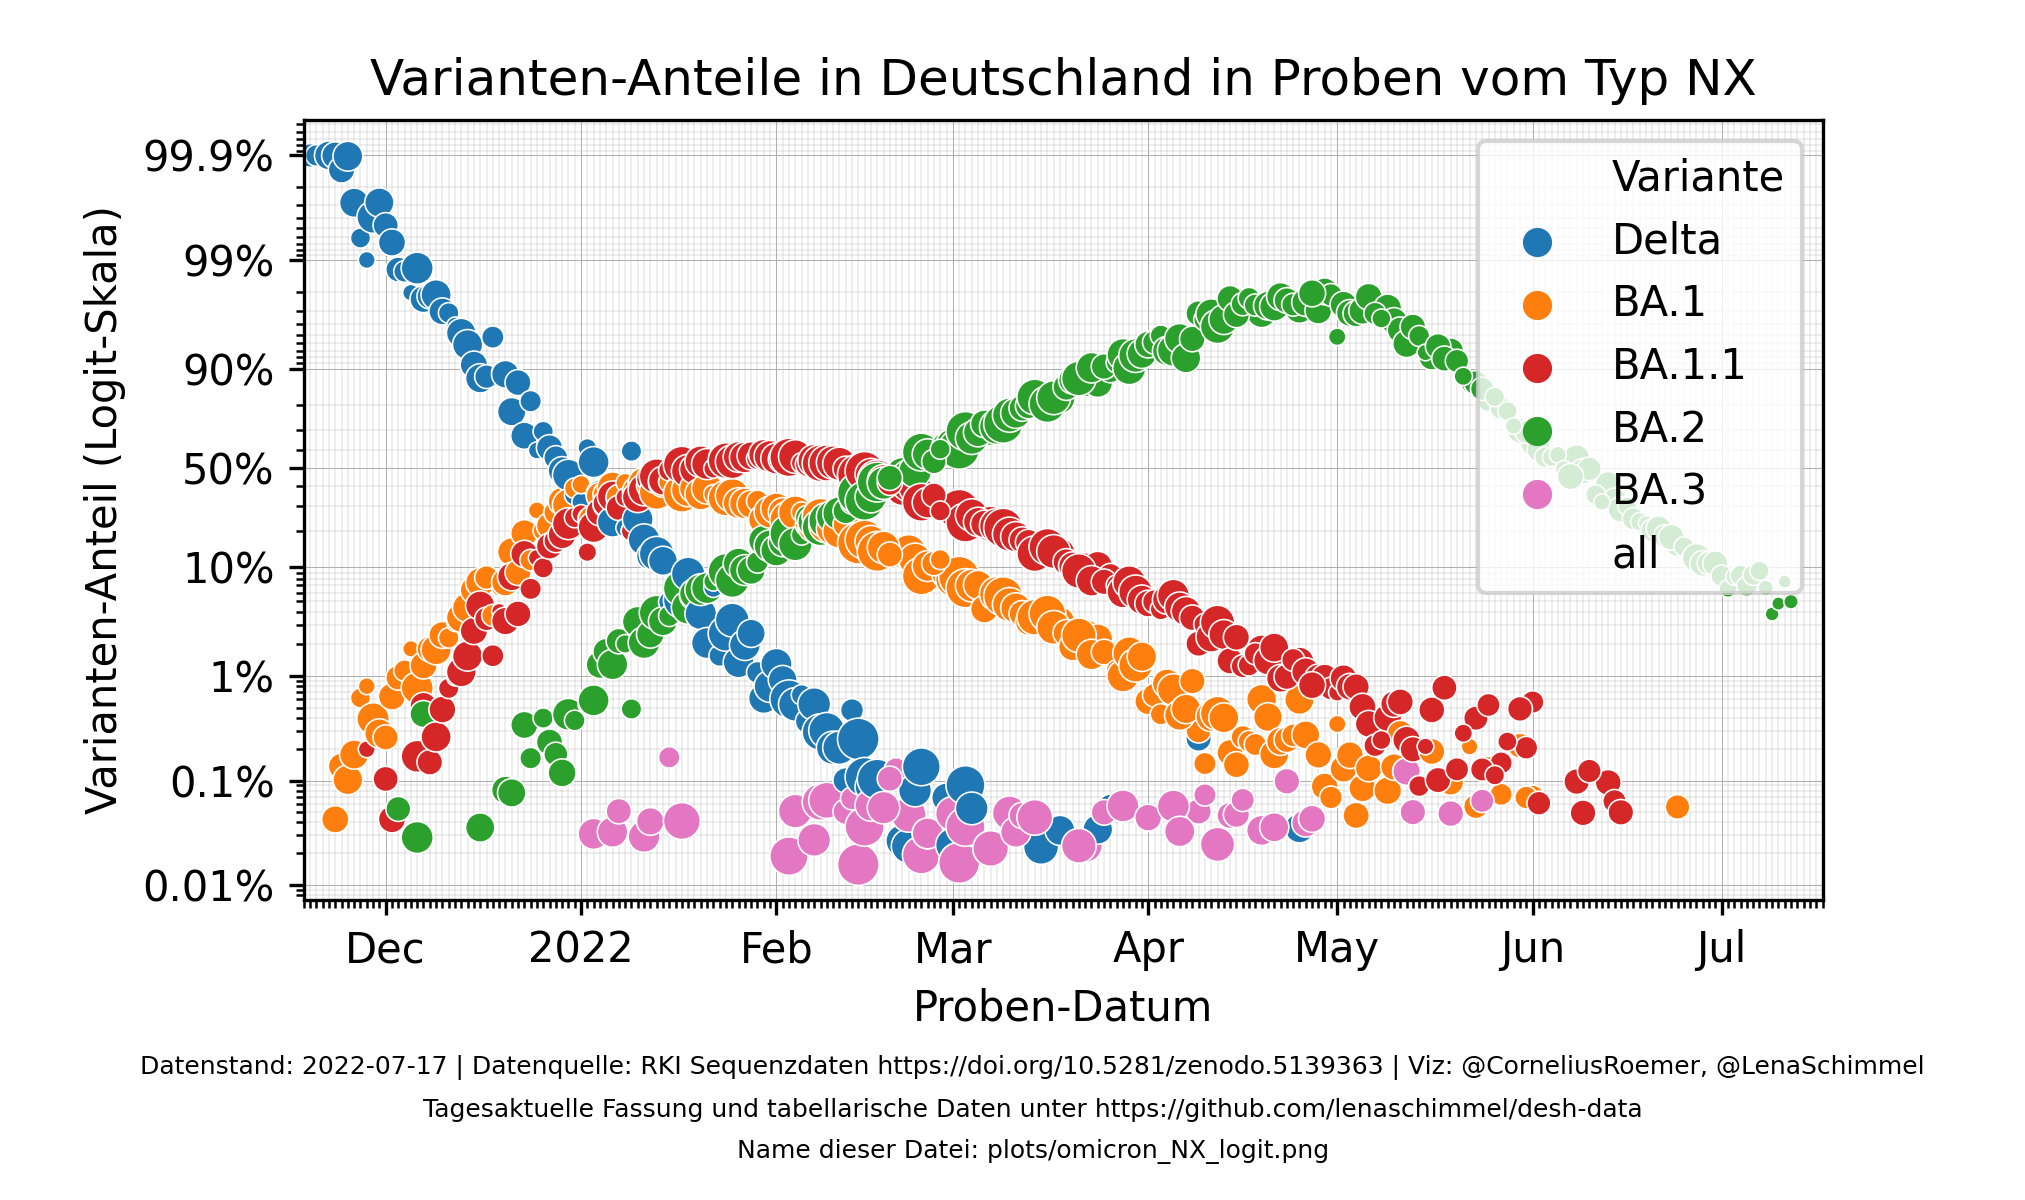 Varianten-Anteile in Deutschland in Proben vom Typ NX
Varianten-Anteil (Logit-Skala)
99.9%
99%
90%
50%
10%
1%
0.1%
0.01%
Variante
Delta
BA.1
BA.1.1
BA.2
BA.3
all
Dec
2022
Feb
Mar
Apr
May
Jun
Jul
Proben-Datum
Datenstand: 2022-07-17 | Datenquelle: RKI Sequenzdaten https://doi.org/10.5281/zenodo.5139363 | Viz: @CorneliusRoemer, @LenaSchimmel
Tagesaktuelle Fassung und tabellarische Daten unter https://github.com/lenaschimmel/desh-data
Name dieser Datei: plots/omicron_NX_logit.png